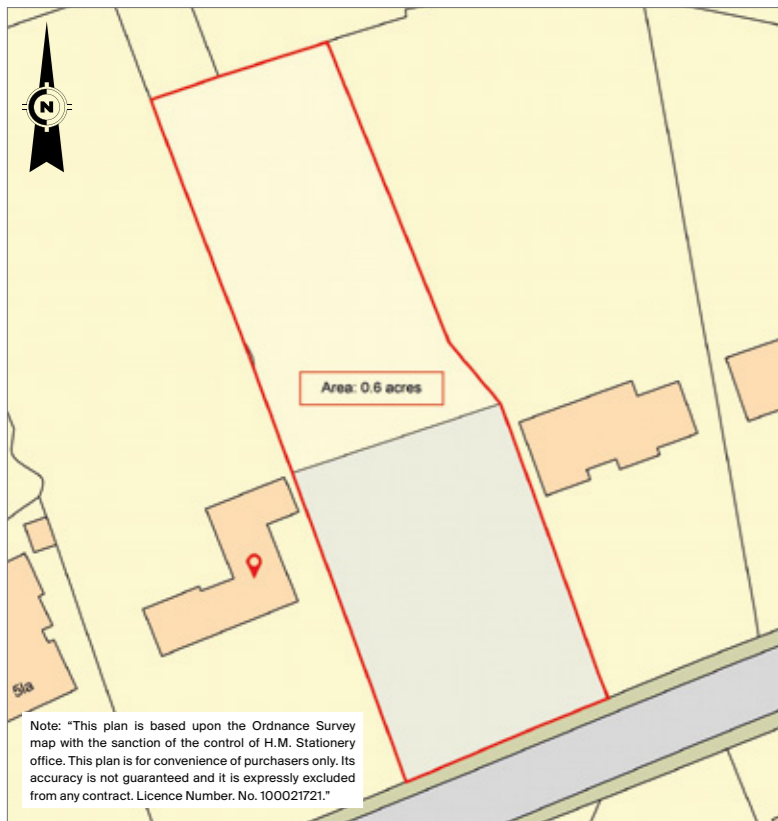 N
Area: 0.6 acres
51a
Note: “This plan is based upon the Ordnance Survey
map with the sanction of the control of H.M. Stationery
office. This plan is for convenience of purchasers only. Its
accuracy is not guaranteed and it is expressly excluded
from any contract. Licence Number. No. 100021721.”